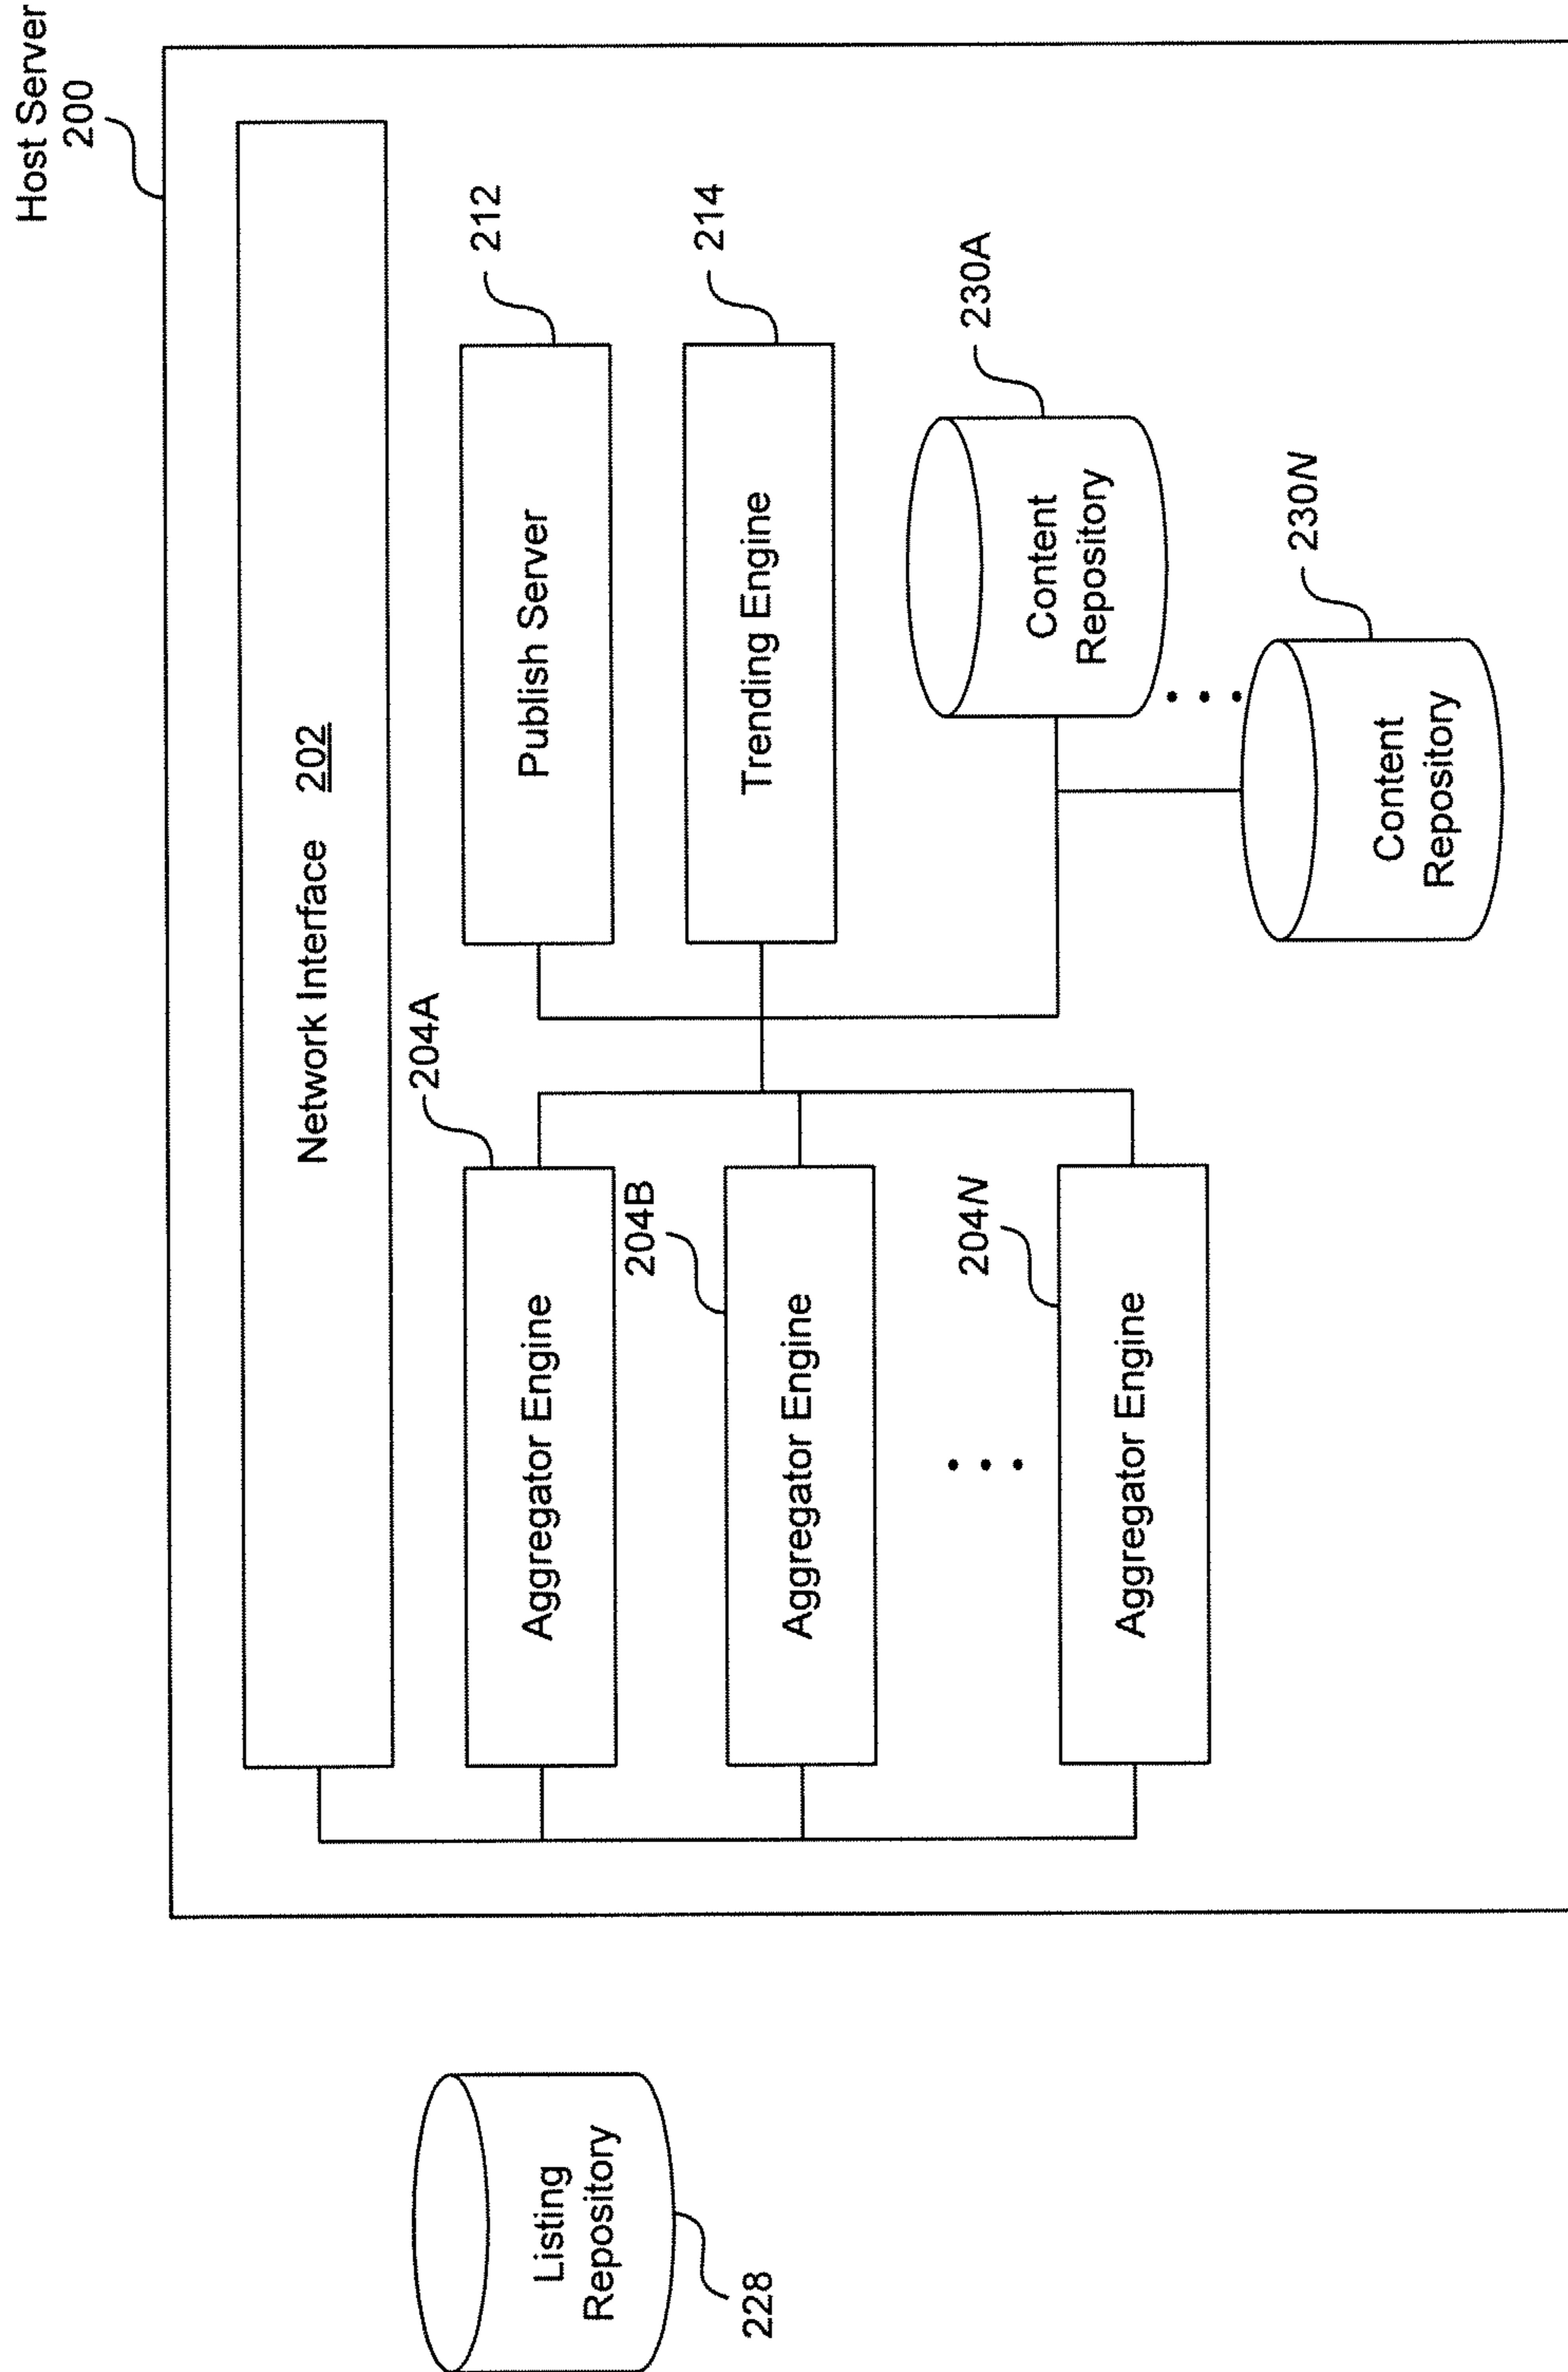 Host Server
200
Network Interface 202
204A
Aggregator Engine
204B
Aggregator Engine
204N
Aggregator Engine
212
Publish Server
214
Trending Engine
230A
Content
Repository
230N
Content
Repository
Listing
Repository
228